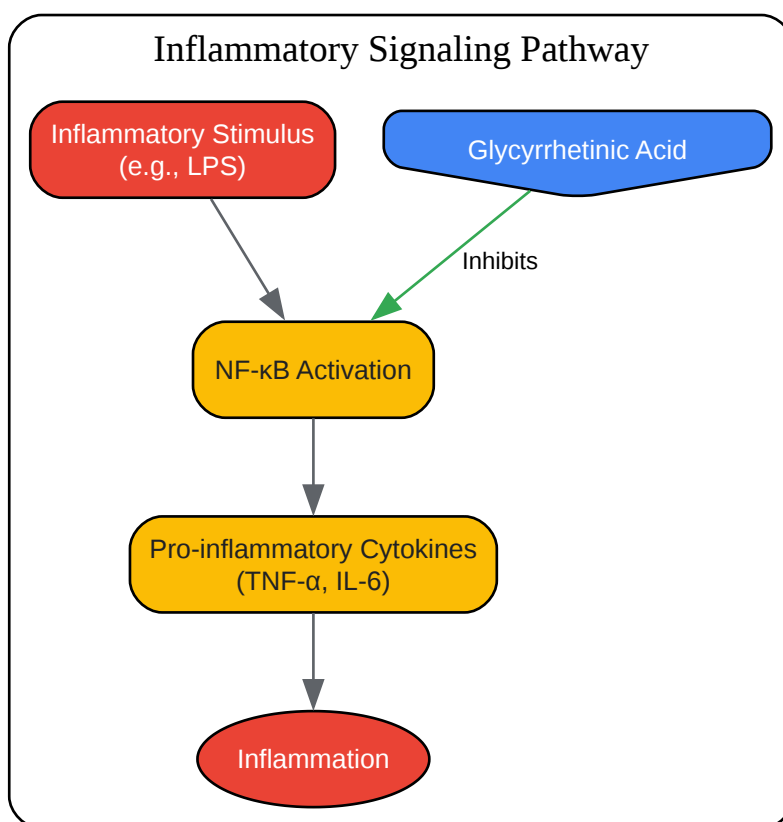 Inflammatory Signaling Pathway
Inflammatory Stimulus
(e.g., LPS)
Glycyrrhetinic Acid
Inhibits
NF-κB Activation
Pro-inflammatory Cytokines
(TNF-α, IL-6)
Inflammation